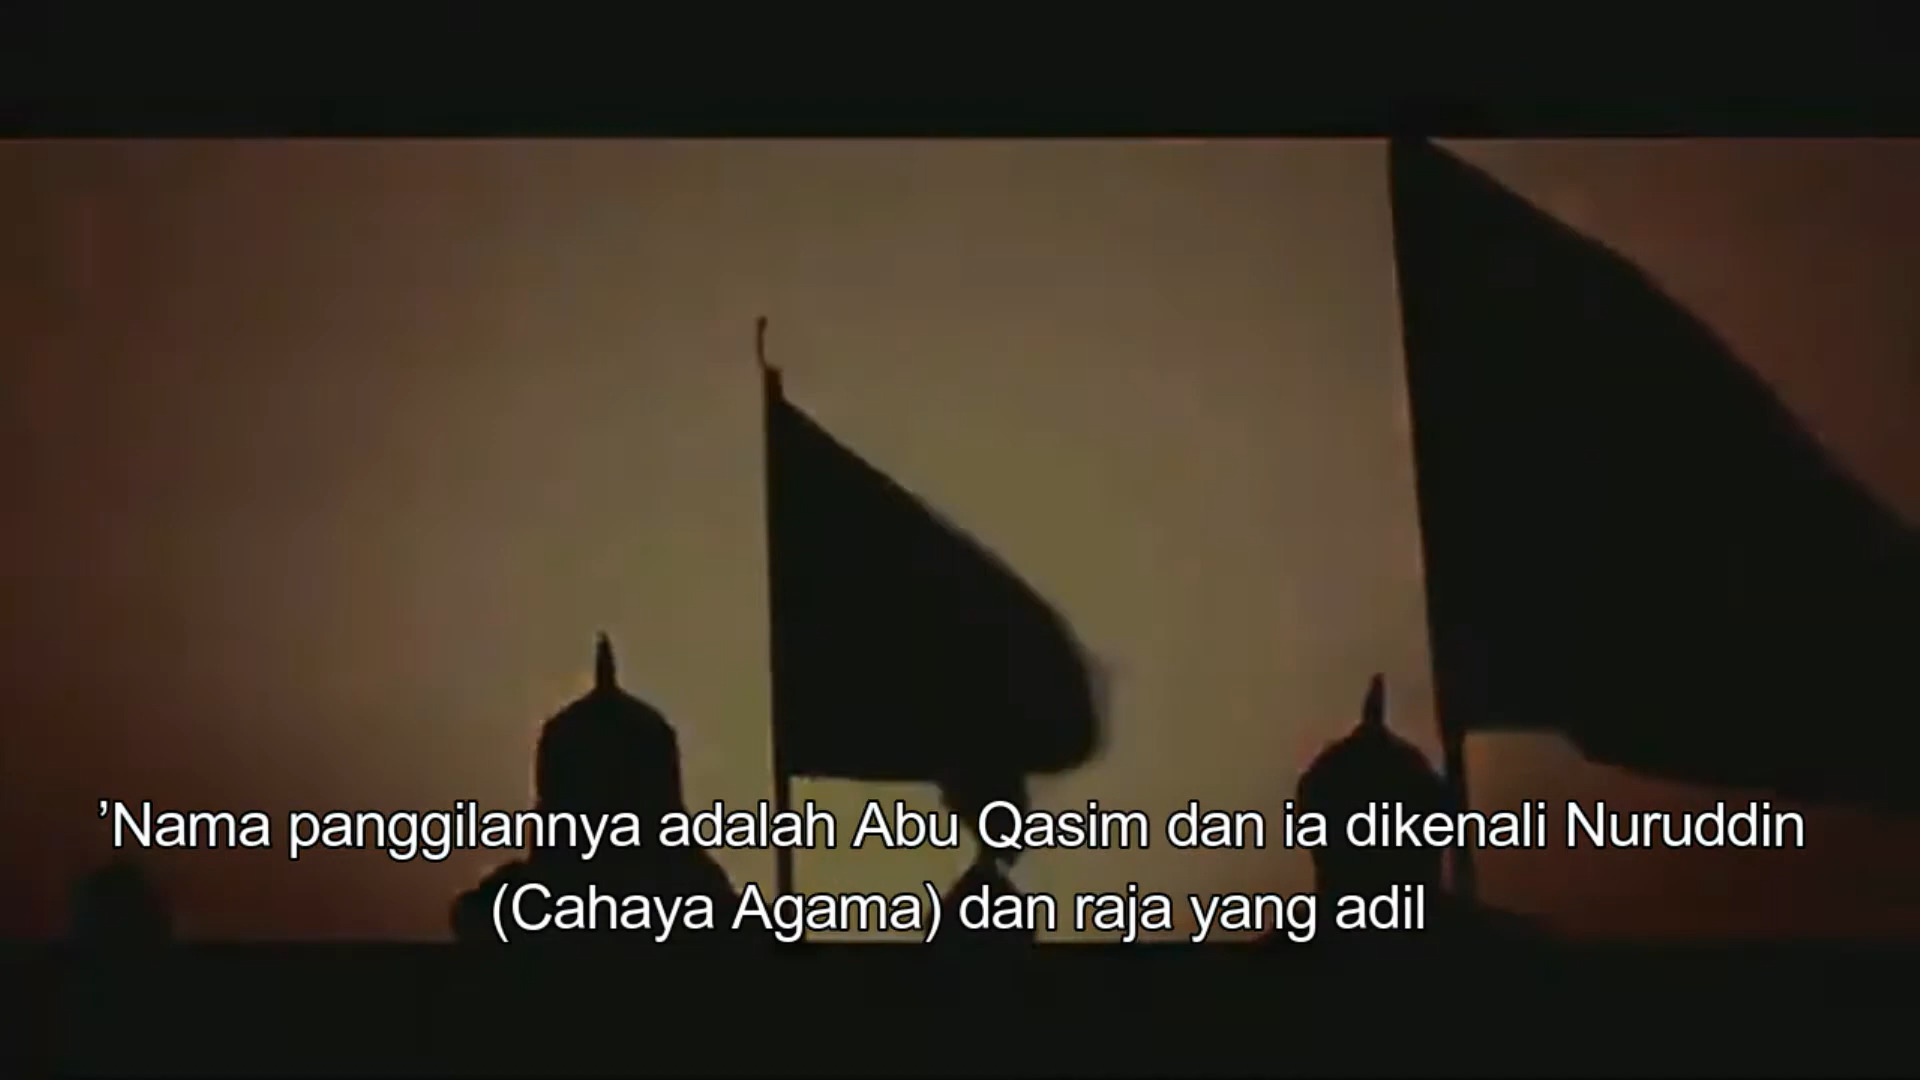 ’Nama panggilannya adalah Abu Qasim dan ia dikenali Nuruddin
(Cahaya Agama) dan raja yang adil